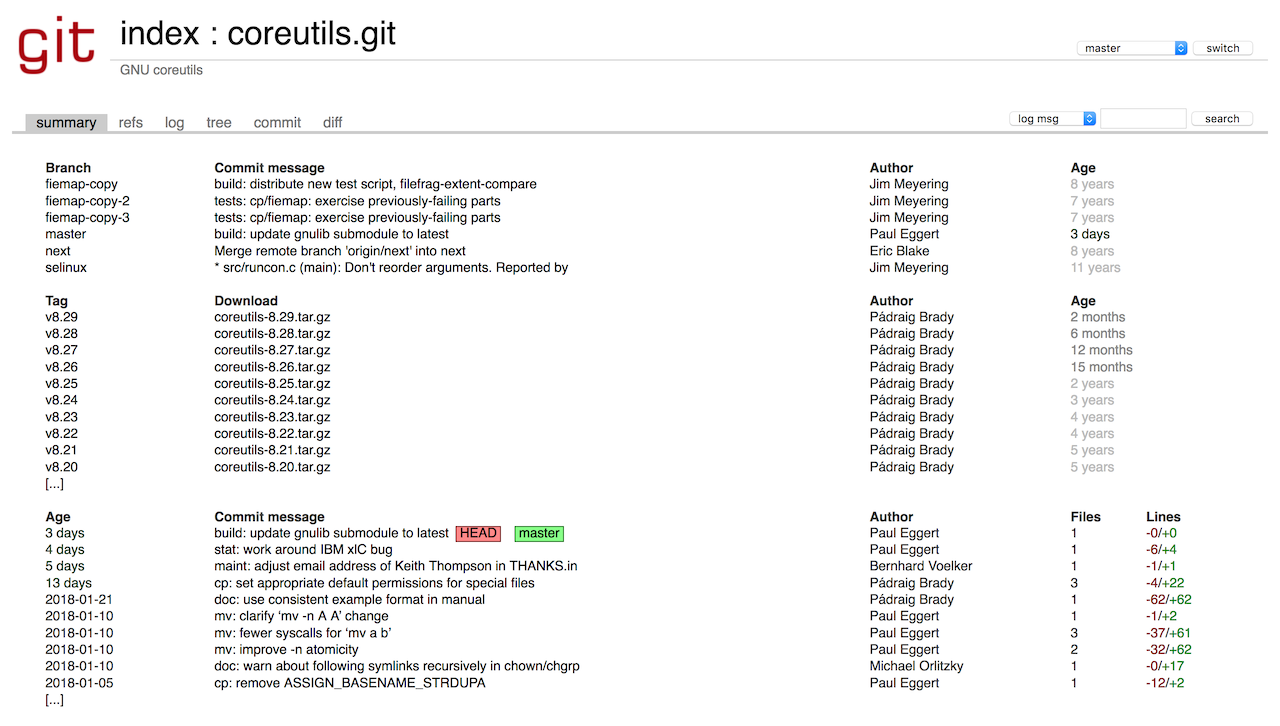 git
index : coreutils.git
master switch
GNU coreutils
summary refs log tree commit diff
log msg search
Branch Commit message Author Age
fiemap-copy build: distribute new test script, filefrag-extent-compare Jim Meyering 8 years
fiemap-copy-2 tests: cp/fiemap: exercise previously-failing parts Jim Meyering 7 years
fiemap-copy-3 tests: cp/fiemap: exercise previously-failing parts Jim Meyering 7 years
master build: update gnulib submodule to latest Paul Eggert 3 days
next Merge remote branch 'origin/next' into next Eric Blake 8 years
selinux * src/runcon.c (main): Don't reorder arguments. Reported by Jim Meyering 11 years
Tag Download Author Age
v8.29 coreutils-8.29.tar.gz Pádraig Brady 2 months
v8.28 coreutils-8.28.tar.gz Pádraig Brady 6 months
v8.27 coreutils-8.27.tar.gz Pádraig Brady 12 months
v8.26 coreutils-8.26.tar.gz Pádraig Brady 15 months
v8.25 coreutils-8.25.tar.gz Pádraig Brady 2 years
v8.24 coreutils-8.24.tar.gz Pádraig Brady 3 years
v8.23 coreutils-8.23.tar.gz Pádraig Brady 4 years
v8.22 coreutils-8.22.tar.gz Pádraig Brady 4 years
v8.21 coreutils-8.21.tar.gz Pádraig Brady 5 years
v8.20 coreutils-8.20.tar.gz Pádraig Brady 5 years
[...]
Age Commit message Author Files Lines
3 days build: update gnulib submodule to latest HEAD master Paul Eggert 1 -0/+0
4 days stat: work around IBM xlC bug Paul Eggert 1 -6/+4
5 days maint: adjust email address of Keith Thompson in THANKS.in Bernhard Voelker 1 -1/+1
13 days cp: set appropriate default permissions for special files Pádraig Brady 3 -4/+22
2018-01-21 doc: use consistent example format in manual Pádraig Brady 1 -62/+62
2018-01-10 mv: clarify ‘mv -n A A’ change Paul Eggert 1 -1/+2
2018-01-10 mv: fewer syscalls for ‘mv a b’ Paul Eggert 3 -37/+61
2018-01-10 mv: improve -n atomicity Paul Eggert 2 -32/+62
2018-01-10 doc: warn about following symlinks recursively in chown/chgrp Michael Orlitzky 1 -0/+17
2018-01-05 cp: remove ASSIGN_BASENAME_STRDUPA Paul Eggert 1 -12/+2
[...]